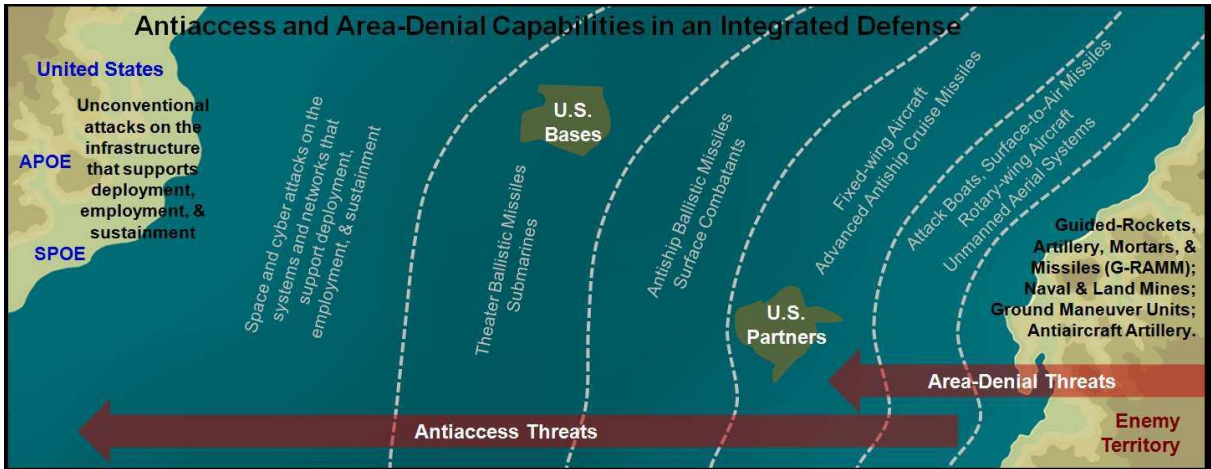 Antiaccess and Area-Denial Capabilities in an Integrated Defense
United States
Unconventional
attacks on the
infrastructure
that supports
deployment,
employment, &
sustainment
APOE
SPOE
Space and cyber attacks on the
systems and networks that
support deployment,
employment, & sustainment
Theater Ballistic Missiles
Submarines
U.S.
Bases
Antiship Ballistic Missiles
Surface Combatants
U.S.
Partners
Fixed-wing Aircraft
Advanced Antiship Cruise Missiles
Attack Boats, Surface-to-Air Missiles
Rotary-wing Aircraft
Unmanned Aerial Systems
Guided-Rockets,
Artillery, Mortars, &
Missiles (G-RAMM);
Naval & Land Mines;
Ground Maneuver Units;
Antiaircraft Artillery.
Area-Denial Threats
Antiaccess Threats
Enemy
Territory